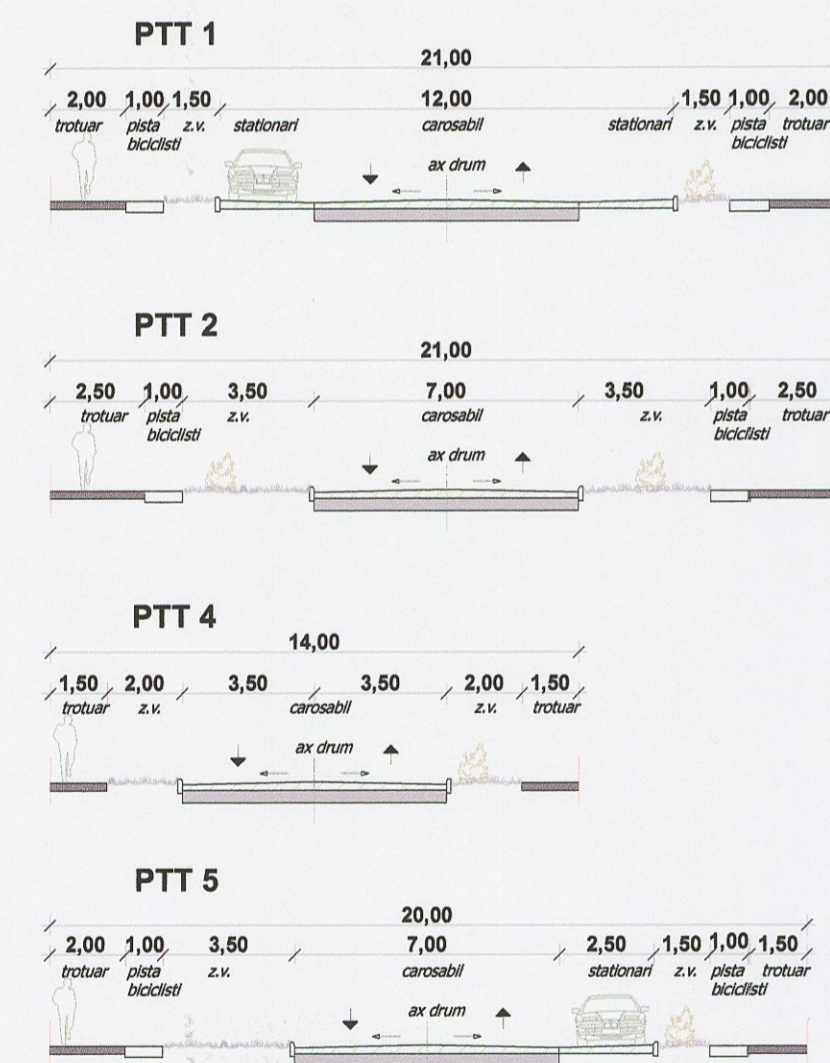 PTT 1
21,00
2,00 1,00 1,50 12,00 1,50 1,00 2,00
trotuar pista z.v. stationari carosabil stationari z.v. pista trotuar
biciclisti biciclisti
ax drum
PTT 2
21,00
2,50 1,00 3,50 7,00 3,50 1,00 2,50
trotuar pista z.v. carosabil z.v. pista trotuar
biciclisti biciclisti
ax drum
PTT 4
14,00
1,50 2,00 3,50 3,50 2,00 1,50
trotuar z.v. carosabil z.v. trotuar
ax drum
PTT 5
20,00
2,00 1,00 3,50 7,00 2,50 1,50 1,00 1,50
trotuar pista z.v. carosabil stationari z.v. pista trotuar
biciclisti biciclisti
ax drum